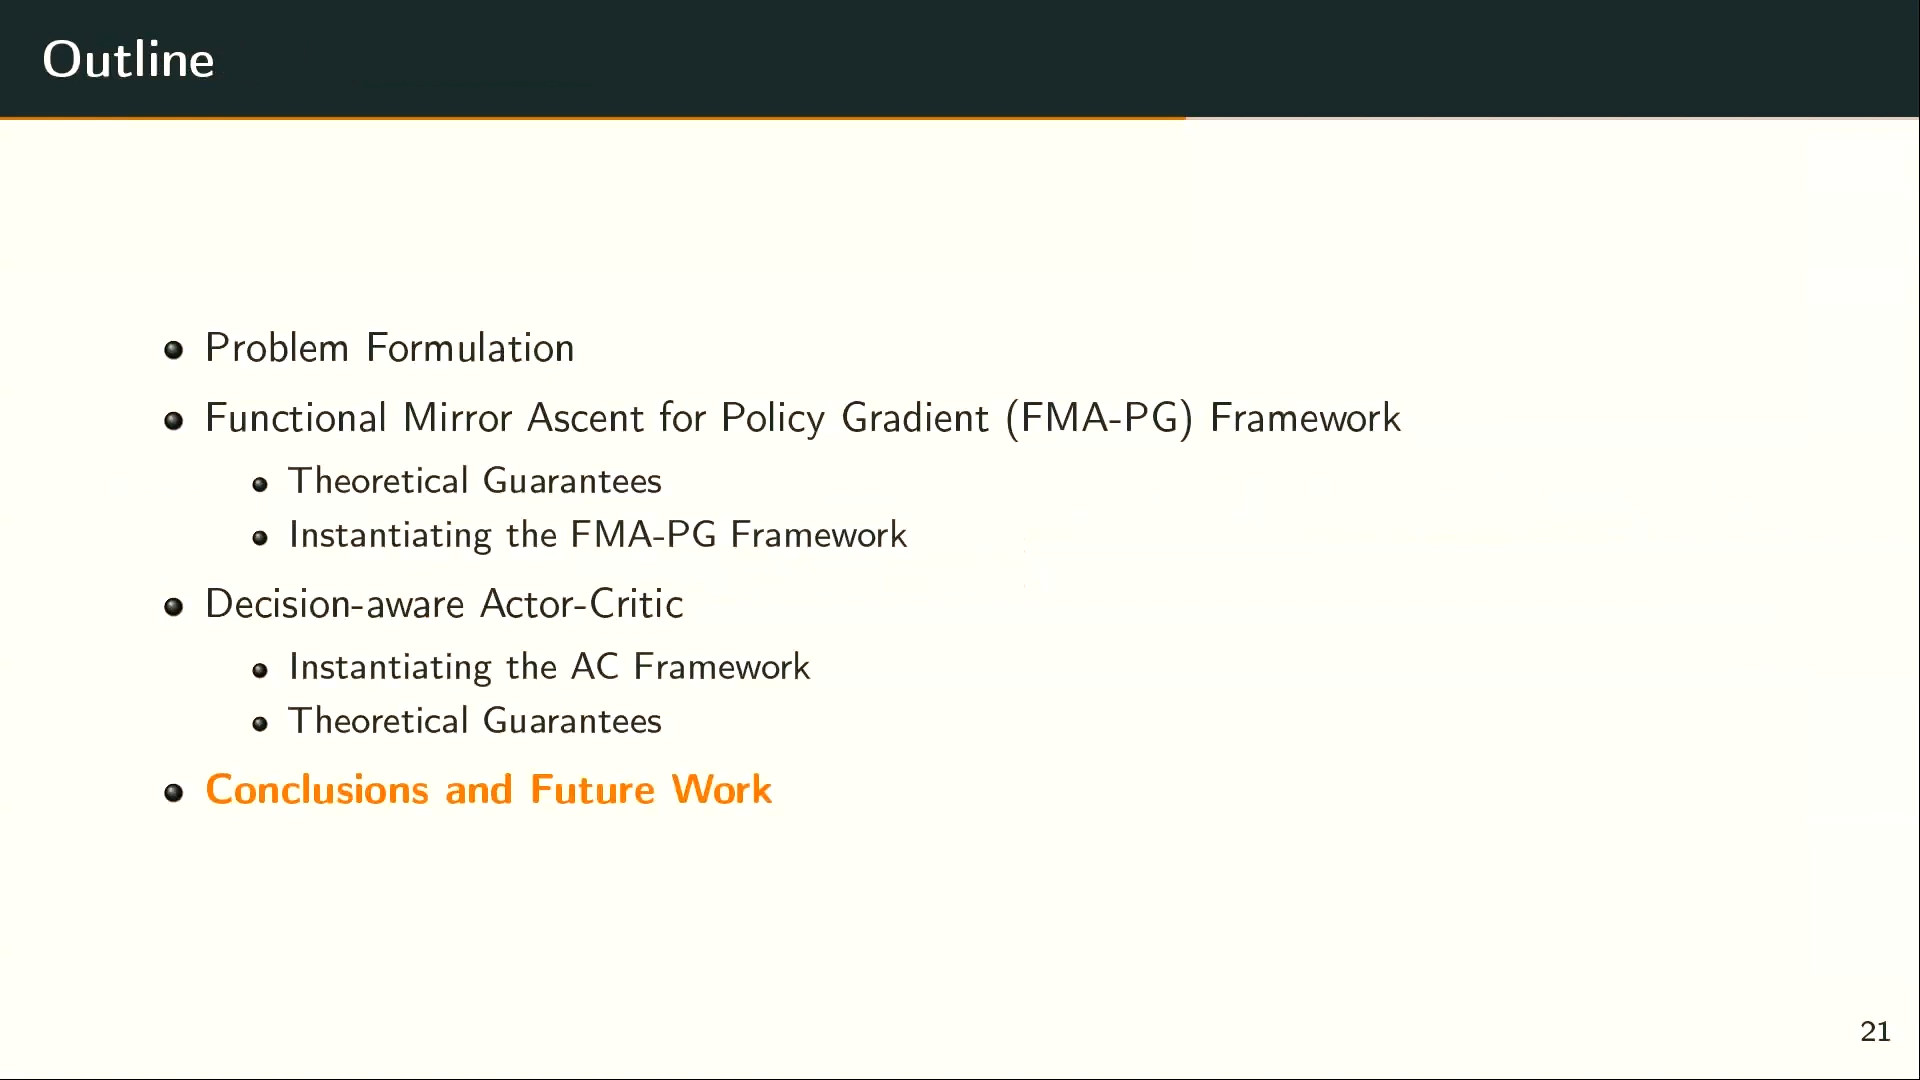 Outline
Problem Formulation
Functional Mirror Ascent for Policy Gradient (FMA-PG) Framework
Theoretical Guarantees
Instantiating the FMA-PG Framework
Decision-aware Actor-Critic
Instantiating the AC Framework
Theoretical Guarantees
Conclusions and Future Work
21